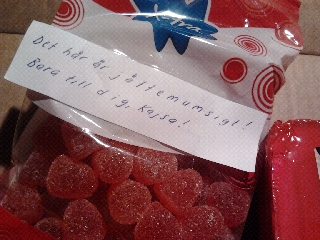 Det här är jättemumsigt!
Bara till dig, Kajsa!